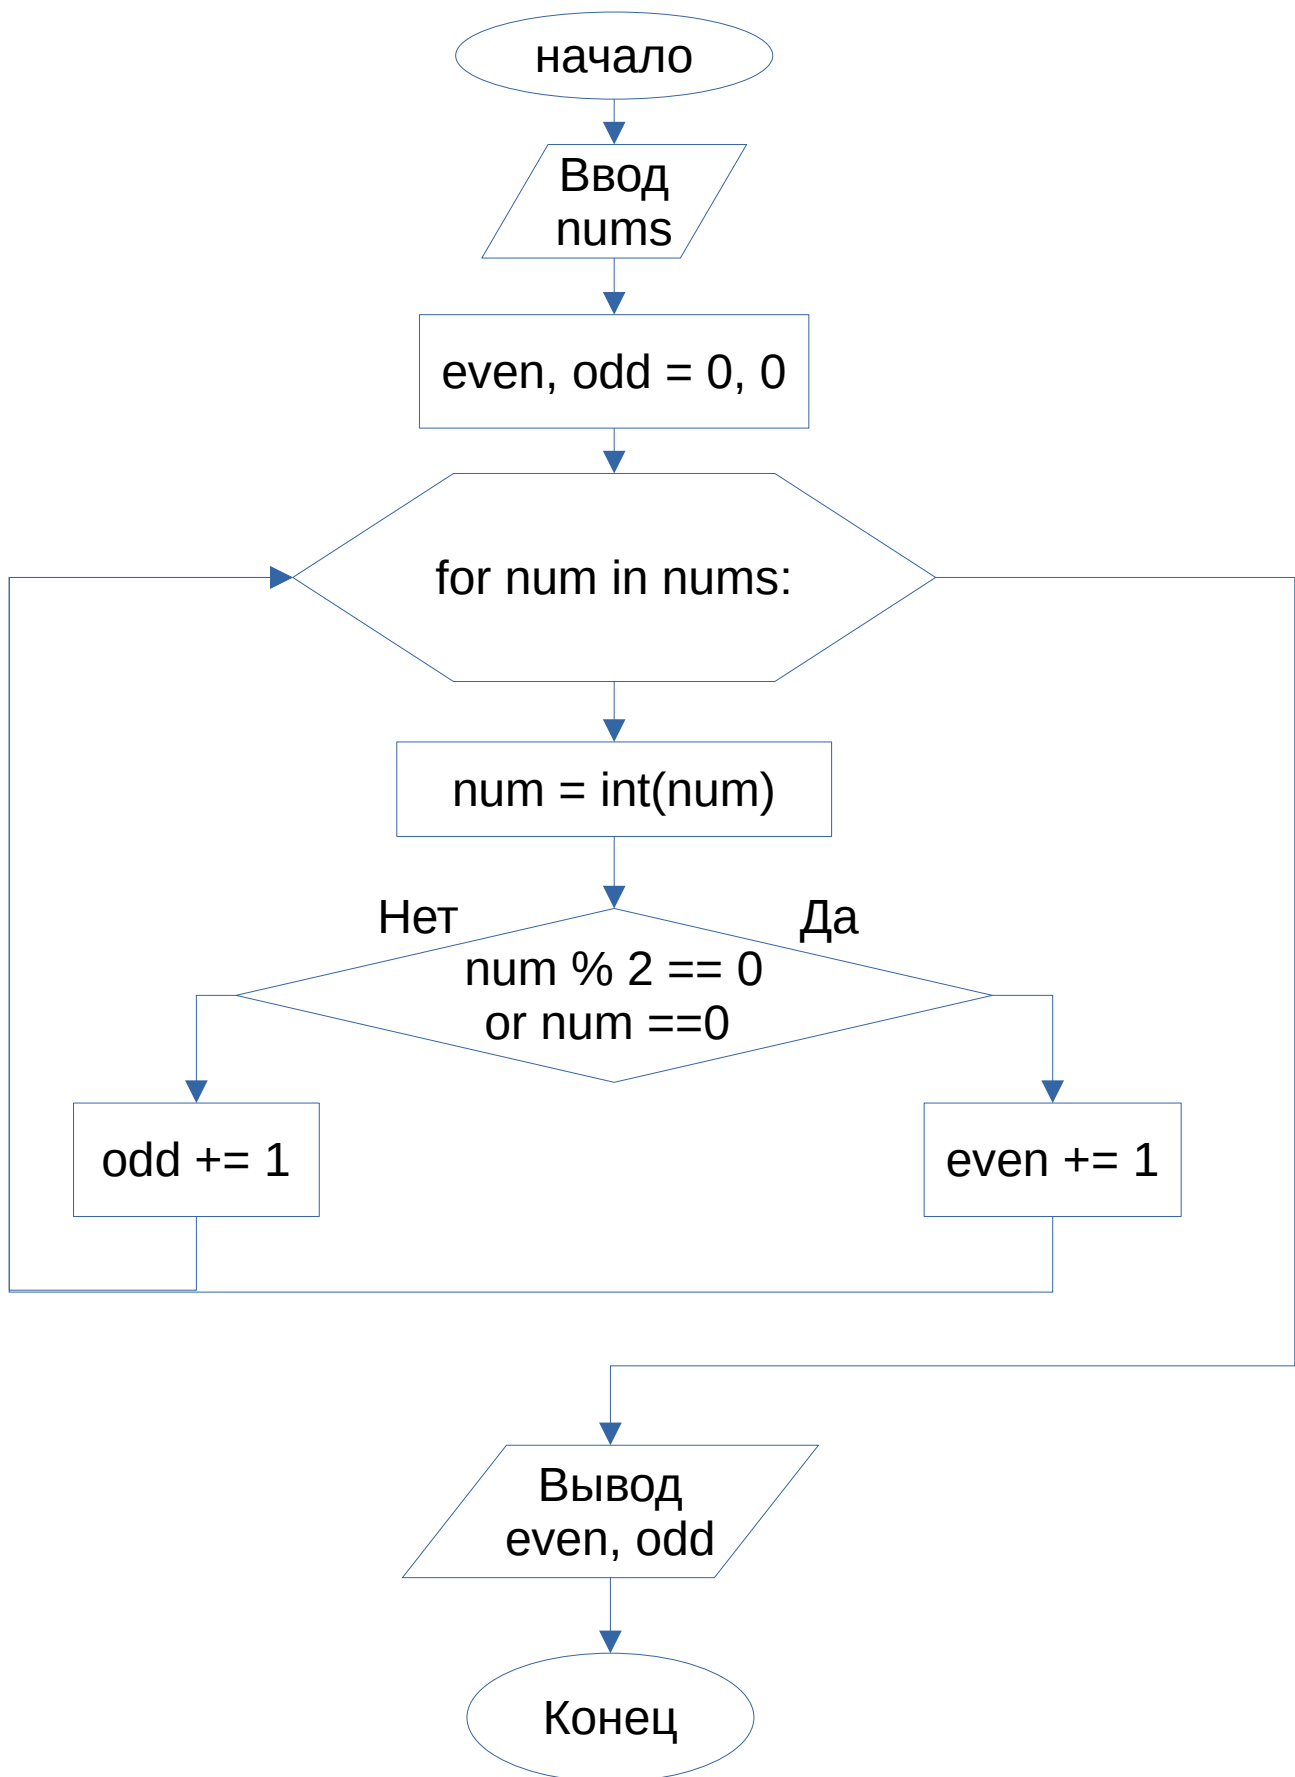 начало
Ввод
nums
even, odd = 0, 0
for num in nums:
num = int(num)
Нет
Да
num % 2 == 0
or num ==0
odd += 1
even += 1
Вывод
even, odd
Конец